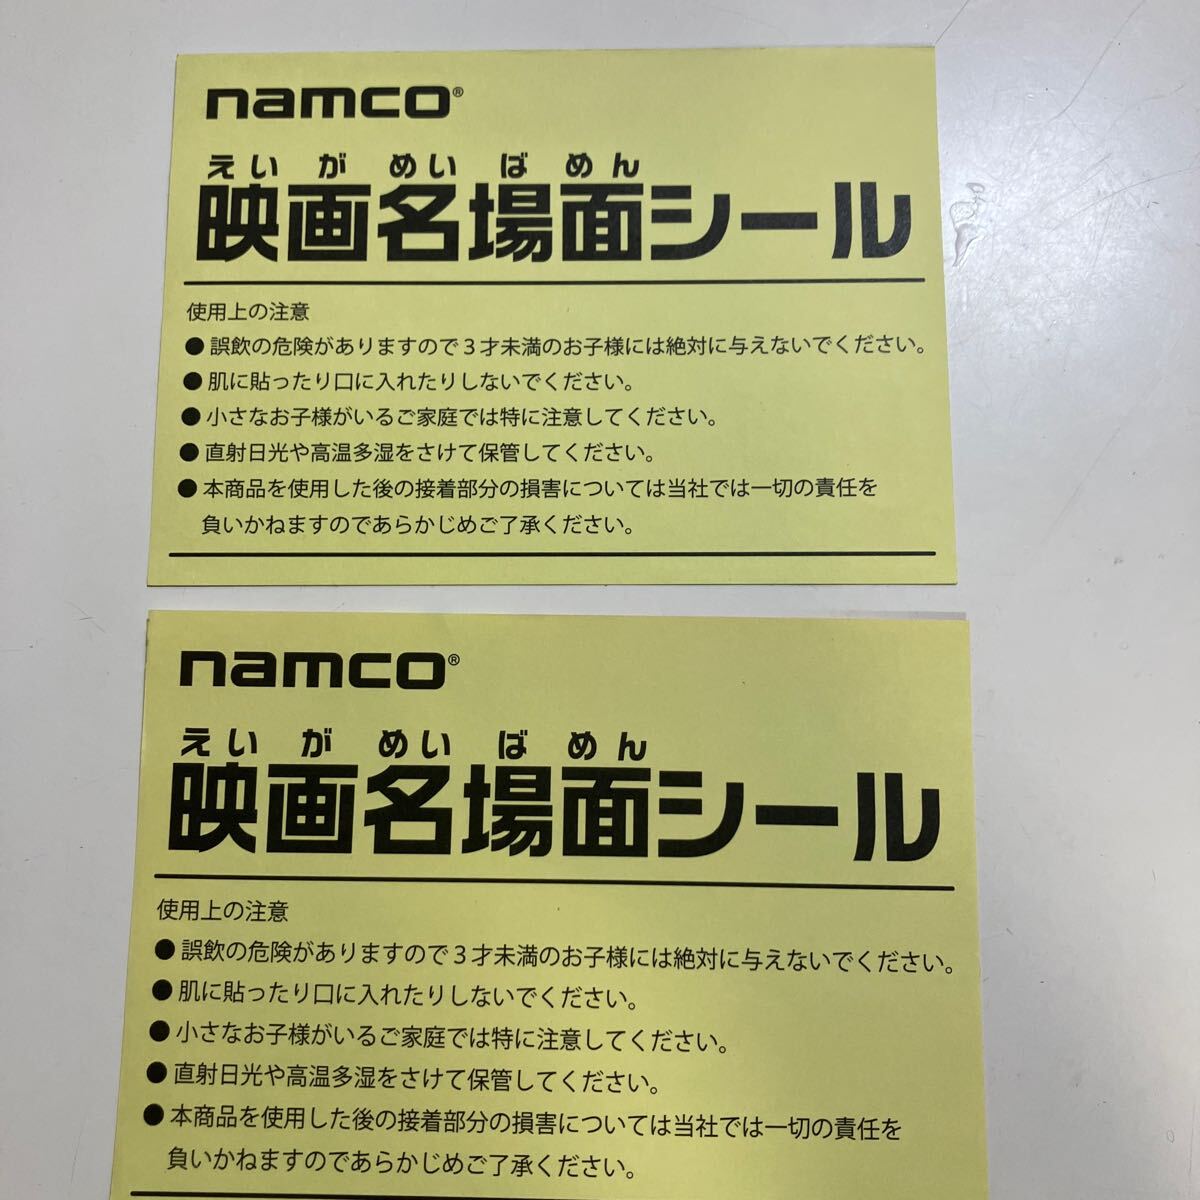 namco®
えいがめいばめん
映画名場面シール
使用上の注意
●誤飲の危険がありますので3才未満のお子様には絶対に与えないでください。
●肌に貼ったり口に入れたりしないでください。
●小さなお子様がいるご家庭では特に注意してください。
●直射日光や高温多湿をさけて保管してください。
●本商品を使用した後の接着部分の損害については当社では一切の責任を
負いかねますのであらかじめご了承ください。
namco®
えいがめいばめん
映画名場面シール
使用上の注意
●誤飲の危険がありますので3才未満のお子様には絶対に与えないでください。
●肌に貼ったり口に入れたりしないでください。
●小さなお子様がいるご家庭では特に注意してください。
●直射日光や高温多湿をさけて保管してください。
●本商品を使用した後の接着部分の損害については当社では一切の責任を
負いかねますのであらかじめご了承ください。